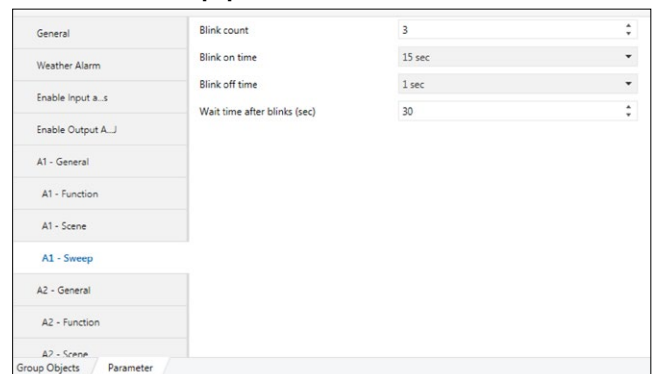 General
Weather Alarm
Enable Input a...s
Enable Output A...J
A1 - General
A1 - Function
A1 - Scene
A1 - Sweep
A2 - General
A2 - Function
A2 - Scene
Blink count 3
Blink on time 15 sec
Blink off time 1 sec
Wait time after blinks (sec) 30
Group Objects Parameter